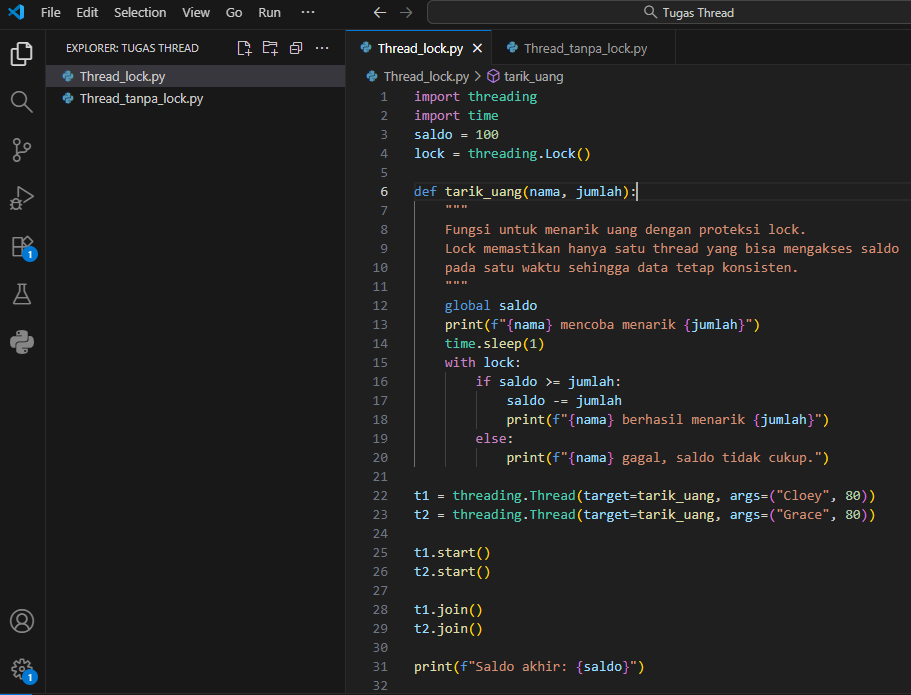 File Edit Selection View Go Run ··· ← → Tugas Thread
EXPLORER: TUGAS THREAD ···
Thread_lock.py
Thread_tanpa_lock.py
1
1
Thread_lock.py × Thread_tanpa_lock.py
Thread_lock.py > tarik_uang
1 import threading
2 import time
3 saldo = 100
4 lock = threading.Lock()
5
6 def tarik_uang(nama, jumlah):
7     """
8     Fungsi untuk menarik uang dengan proteksi lock.
9     Lock memastikan hanya satu thread yang bisa mengakses saldo
10     pada satu waktu sehingga data tetap konsisten.
11     """
12     global saldo
13     print(f"{nama} mencoba menarik {jumlah}")
14     time.sleep(1)
15     with lock:
16         if saldo >= jumlah:
17             saldo -= jumlah
18             print(f"{nama} berhasil menarik {jumlah}")
19         else:
20             print(f"{nama} gagal, saldo tidak cukup.")
21
22 t1 = threading.Thread(target=tarik_uang, args=("Cloey", 80))
23 t2 = threading.Thread(target=tarik_uang, args=("Grace", 80))
24
25 t1.start()
26 t2.start()
27
28 t1.join()
29 t2.join()
30
31 print(f"Saldo akhir: {saldo}")
32